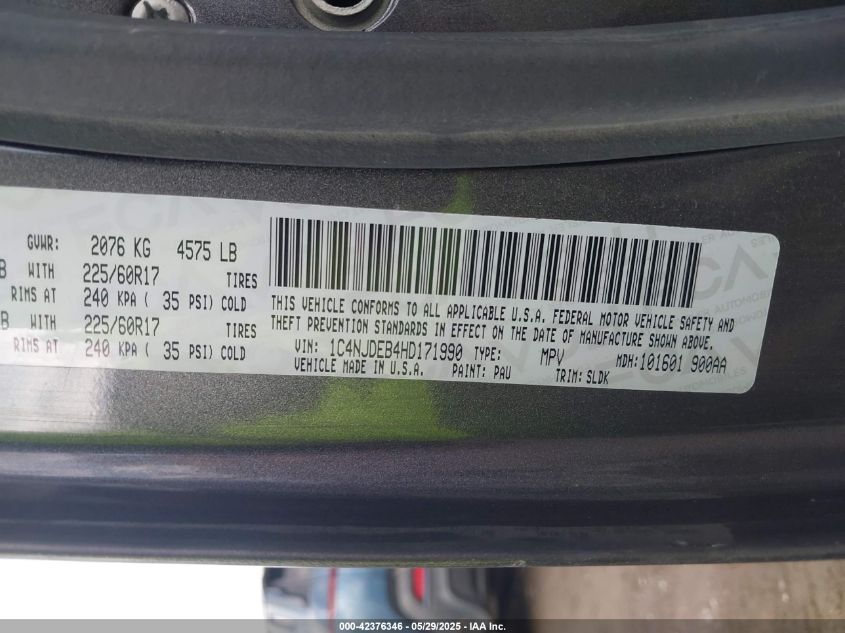 GVWR: 2076 KG 4575 LB
B WITH 225/60R17 TIRES
RIMS AT 240 KPA ( 35 PSI) COLD
B WITH 225/60R17 TIRES
RIMS AT 240 KPA ( 35 PSI) COLD
THIS VEHICLE CONFORMS TO ALL APPLICABLE U.S.A. FEDERAL MOTOR VEHICLE SAFETY AND
THEFT PREVENTION STANDARDS IN EFFECT ON THE DATE OF MANUFACTURE SHOWN ABOVE.
VIN: 1C4NJDEB4HD171990 TYPE: MPV MDH:101601 900AA
VEHICLE MADE IN U.S.A. PAINT: PAU TRIM: SLDK
000-42376346 - 05/29/2025 - IAA Inc.